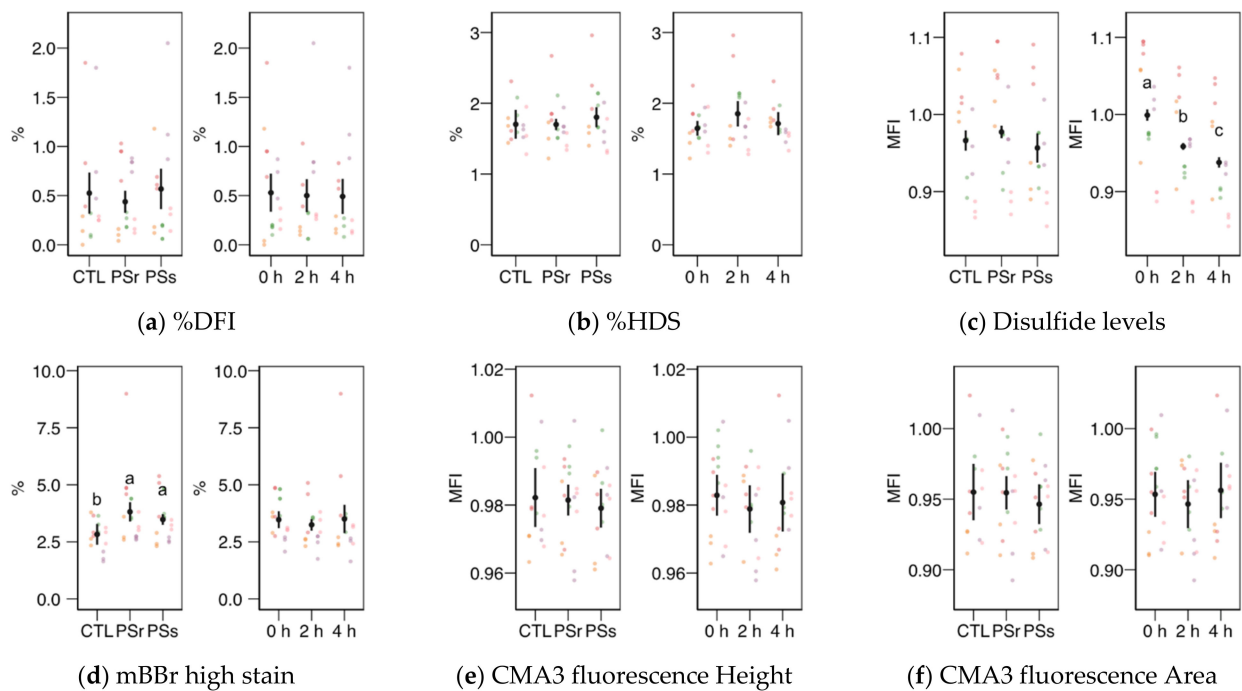 2.0
1.5
1.0
0.5
0.0
%
CTL PSr PSs
2.0
1.5
1.0
0.5
0.0
%
0 h 2 h 4 h
(a) %DFI
3
2
1
0
%
CTL PSr PSs
3
2
1
0
%
0 h 2 h 4 h
(b) %HDS
1.1
1.0
0.9
MFI
CTL PSr PSs
1.1
1.0
0.9
MFI
a
b
c
0 h 2 h 4 h
(c) Disulfide levels
10.0
7.5
5.0
2.5
0.0
%
b a a
CTL PSr PSs
10.0
7.5
5.0
2.5
0.0
%
0 h 2 h 4 h
(d) mBBr high stain
1.02
1.00
0.98
0.96
MFI
CTL PSr PSs
1.02
1.00
0.98
0.96
MFI
0 h 2 h 4 h
(e) CMA3 fluorescence Height
1.00
0.95
0.90
MFI
CTL PSr PSs
1.00
0.95
0.90
MFI
0 h 2 h 4 h
(f) CMA3 fluorescence Area